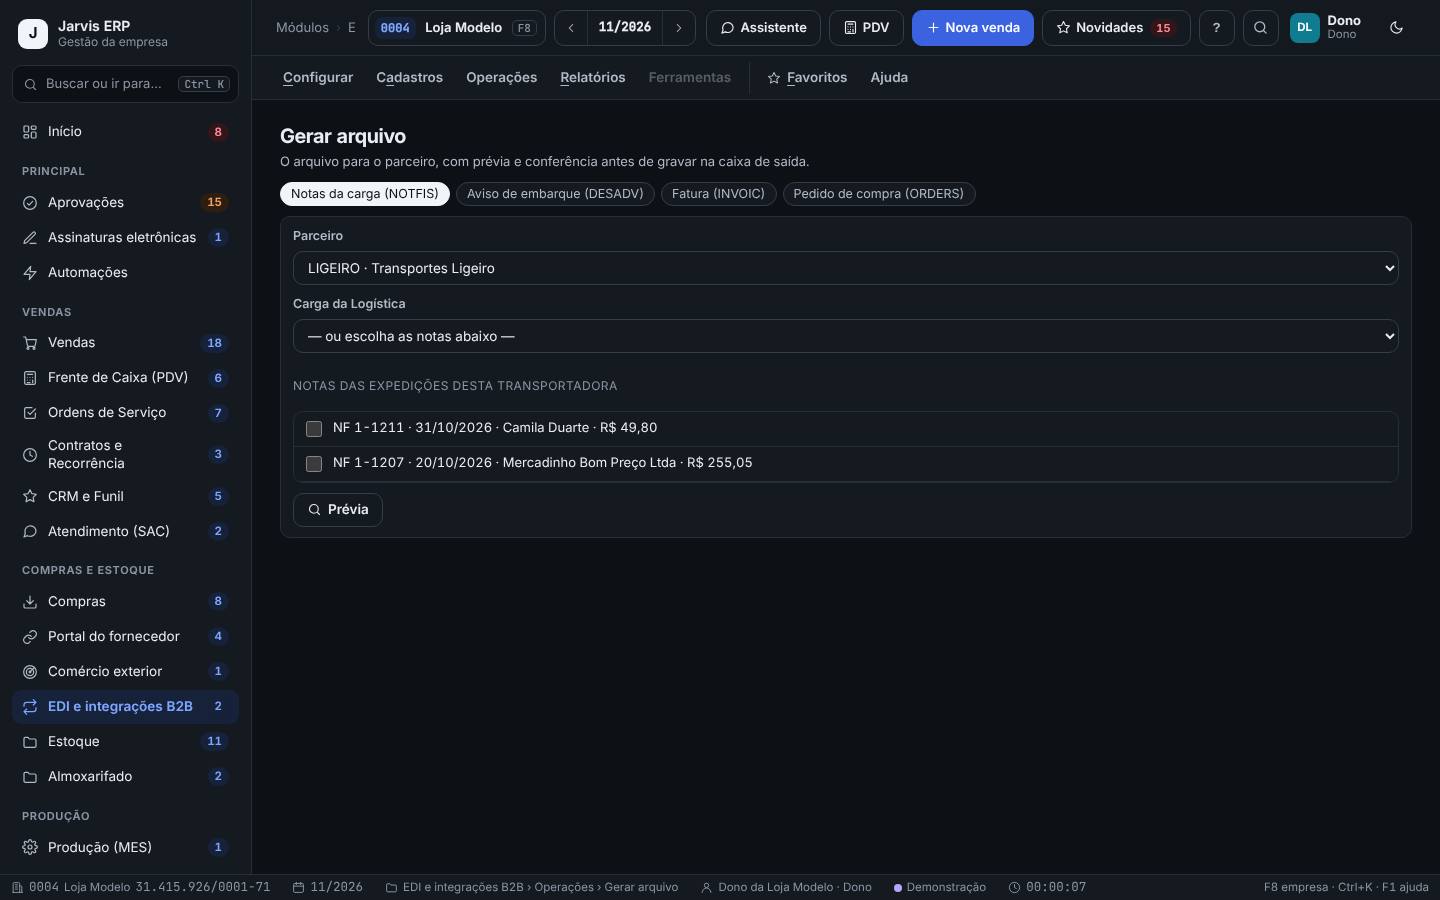 J
Jarvis ERP
Gestão da empresa
Buscar ou ir para...
Ctrl K
Início
8
PRINCIPAL
Aprovações
15
Assinaturas eletrônicas
1
Automações
VENDAS
Vendas
18
Frente de Caixa (PDV)
6
Ordens de Serviço
7
Contratos e
Recorrência
3
CRM e Funil
5
Atendimento (SAC)
2
COMPRAS E ESTOQUE
Compras
8
Portal do fornecedor
4
Comércio exterior
1
EDI e integrações B2B
2
Estoque
11
Almoxarifado
2
PRODUÇÃO
Produção (MES)
1
Módulos › E
0004 Loja Modelo F8
‹ 11/2026 ›
Assistente
PDV
+ Nova venda
Novidades 15
?
DL
Dono
Dono
Configurar
Cadastros
Operações
Relatórios
Ferramentas
Favoritos
Ajuda
Gerar arquivo
O arquivo para o parceiro, com prévia e conferência antes de gravar na caixa de saída.
Notas da carga (NOTFIS)
Aviso de embarque (DESADV)
Fatura (INVOIC)
Pedido de compra (ORDERS)
Parceiro
LIGEIRO · Transportes Ligeiro
Carga da Logística
— ou escolha as notas abaixo —
NOTAS DAS EXPEDIÇÕES DESTA TRANSPORTADORA
NF 1-1211 · 31/10/2026 · Camila Duarte · R$ 49,80
NF 1-1207 · 20/10/2026 · Mercadinho Bom Preço Ltda · R$ 255,05
Prévia
0004 Loja Modelo 31.415.926/0001-71
11/2026
EDI e integrações B2B › Operações › Gerar arquivo
Dono da Loja Modelo · Dono
Demonstração
00:00:07
F8 empresa · Ctrl+K · F1 ajuda